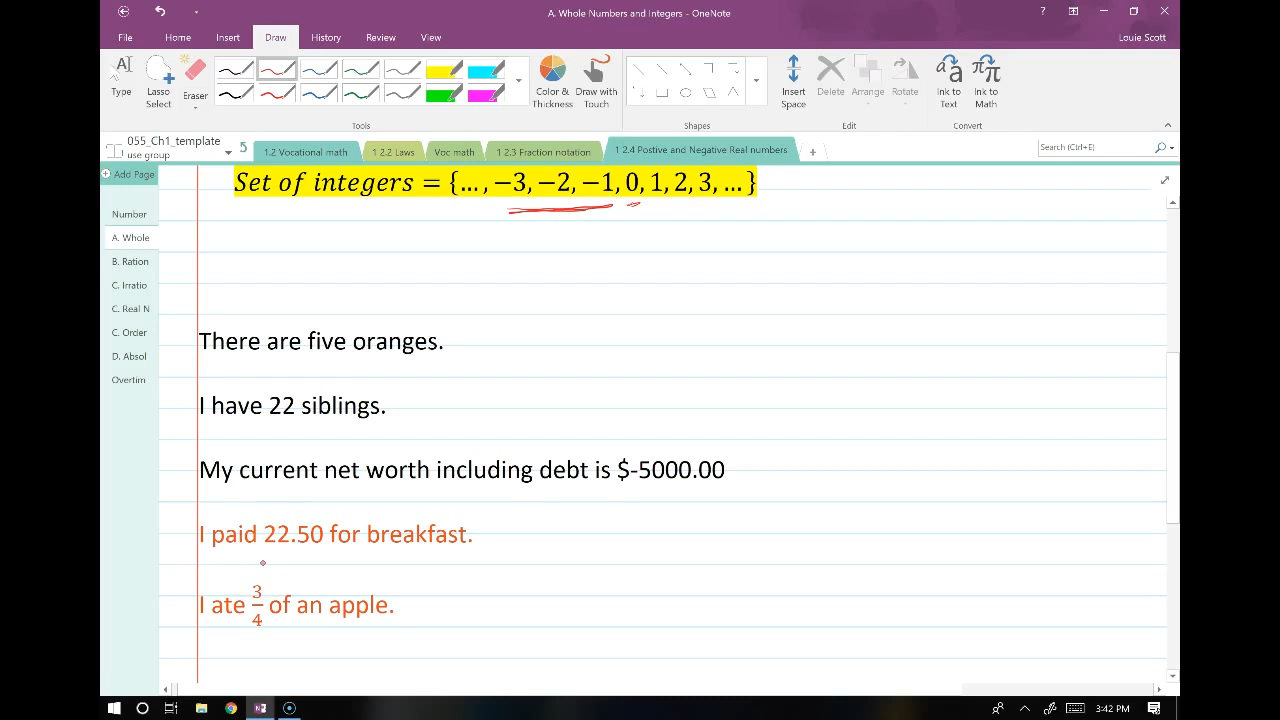 A. Whole Numbers and Integers - OneNote
?
File Home Insert Draw History Review View Louie Scott
Type Lasso Select Eraser Color & Thickness Draw with Touch Insert Space Delete Arrange Rotate Ink to Text Ink to Math
Tools Shapes Edit Convert
055_Ch1_template
use group
1.2 Vocational math 1 2.2 Laws Voc math 1 2.3 Fraction notation 1 2.4 Postive and Negative Real numbers Search (Ctrl+E)
Add Page
Number
A. Whole
B. Ration
C. Irratio
C. Real N
C. Order
D. Absol
Overtim
Set of integers = {… , −3, −2, −1, 0, 1, 2, 3, … }
There are five oranges.
I have 22 siblings.
My current net worth including debt is $-5000.00
I paid 22.50 for breakfast.
I ate 3/4 of an apple.
3:42 PM